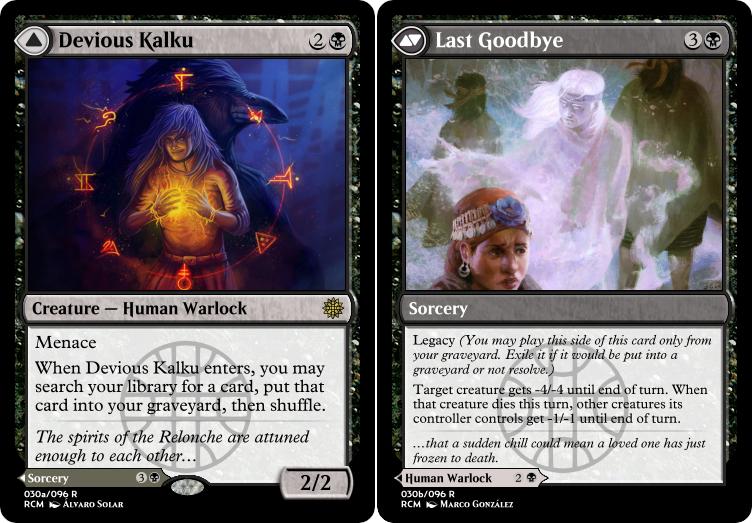 Devious Kalku 2
Creature — Human Warlock
Menace
When Devious Kalku enters, you may
search your library for a card, put that
card into your graveyard, then shuffle.
The spirits of the Relonche are attuned
enough to each other…
Sorcery 3
2/2
030a/096 R
RCM Álvaro Solar
Last Goodbye 3
Sorcery
Legacy (You may play this side of this card only from
your graveyard. Exile it if it would be put into a
graveyard or not resolve.)
Target creature gets -4/-4 until end of turn. When
that creature dies this turn, other creatures its
controller controls get -1/-1 until end of turn.
…that a sudden chill could mean a loved one has just
frozen to death.
Human Warlock 2
030b/096 R
RCM Marco González